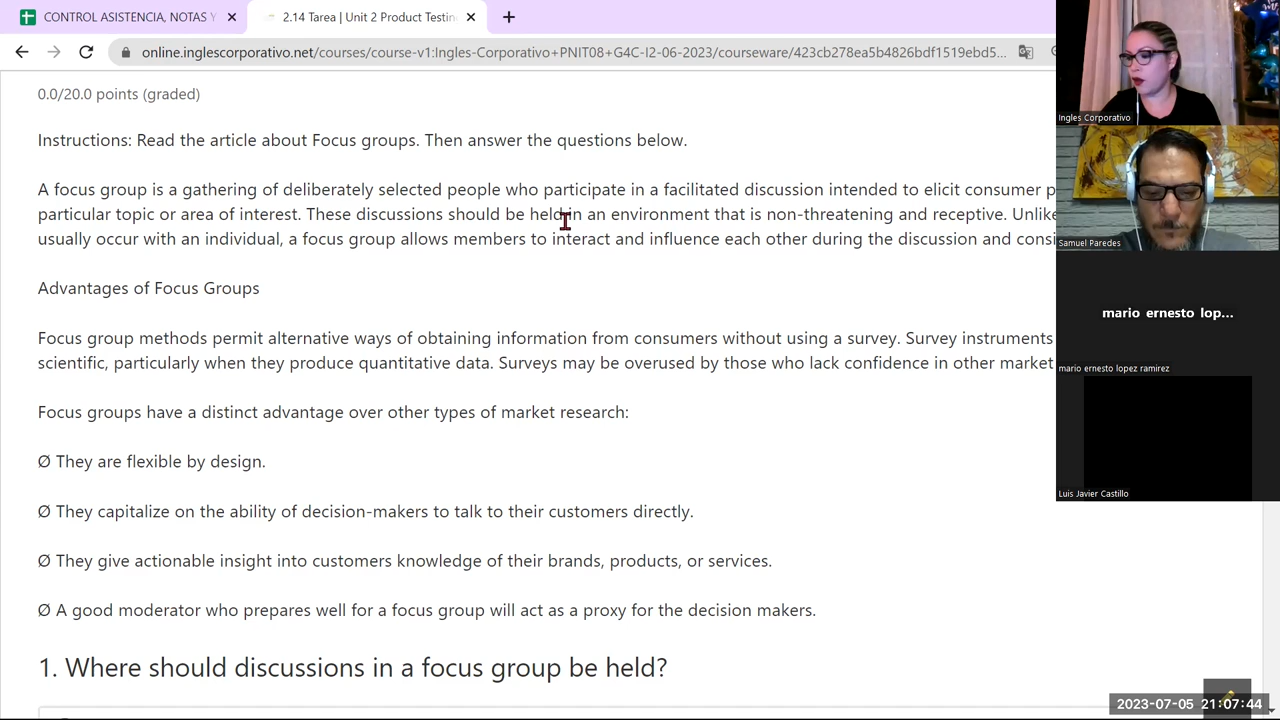 CONTROL ASISTENCIA, NOTAS Y
2.14 Tarea | Unit 2 Product Testin
online.inglescorporativo.net/courses/course-v1:Ingles-Corporativo+PNIT08+G4C-I2-06-2023/courseware/423cb278ea5b4826bdf1519ebd5...
0.0/20.0 points (graded)
Instructions: Read the article about Focus groups. Then answer the questions below.
A focus group is a gathering of deliberately selected people who participate in a facilitated discussion intended to elicit consumer p
particular topic or area of interest. These discussions should be held in an environment that is non-threatening and receptive. Unlike
usually occur with an individual, a focus group allows members to interact and influence each other during the discussion and consi
Advantages of Focus Groups
Focus group methods permit alternative ways of obtaining information from consumers without using a survey. Survey instruments
scientific, particularly when they produce quantitative data. Surveys may be overused by those who lack confidence in other market
Focus groups have a distinct advantage over other types of market research:
Ø They are flexible by design.
Ø They capitalize on the ability of decision-makers to talk to their customers directly.
Ø They give actionable insight into customers knowledge of their brands, products, or services.
Ø A good moderator who prepares well for a focus group will act as a proxy for the decision makers.
1. Where should discussions in a focus group be held?
Ingles Corporativo
Samuel Paredes
mario ernesto lop...
mario ernesto lopez ramirez
Luis Javier Castillo
2023-07-05 21:07:44